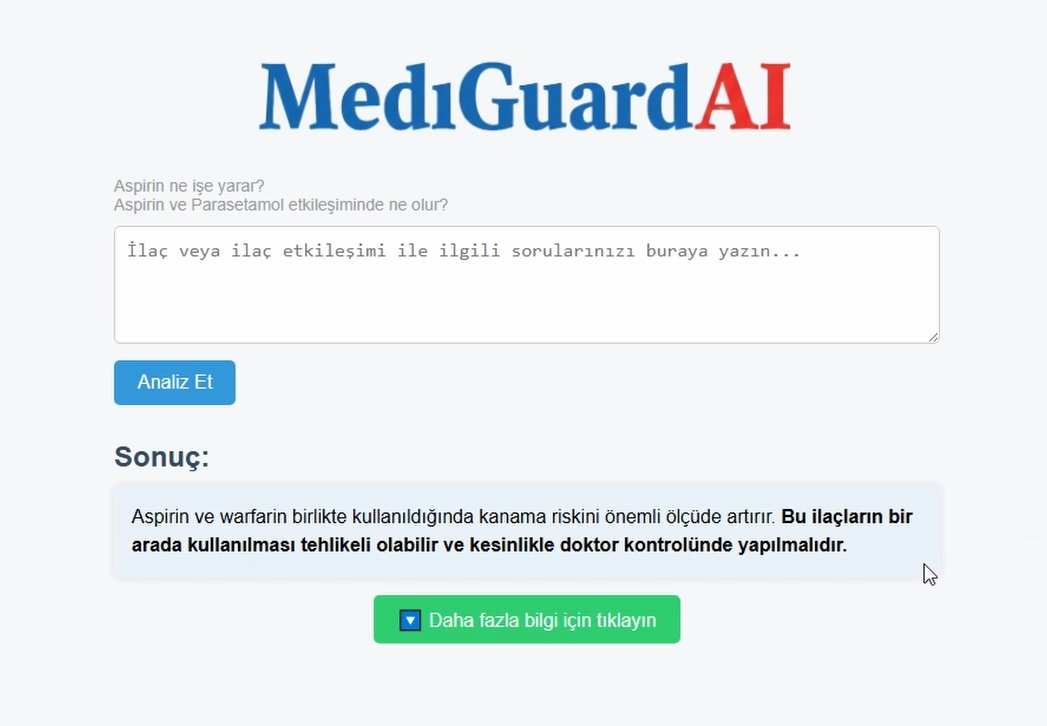 MedıGuardAI
Aspirin ne işe yarar?
Aspirin ve Parasetamol etkileşiminde ne olur?
İlaç veya ilaç etkileşimi ile ilgili sorularınızı buraya yazın...
Analiz Et
Sonuç:
Aspirin ve warfarin birlikte kullanıldığında kanama riskini önemli ölçüde artırır. Bu ilaçların bir
arada kullanılması tehlikeli olabilir ve kesinlikle doktor kontrolünde yapılmalıdır.
Daha fazla bilgi için tıklayın